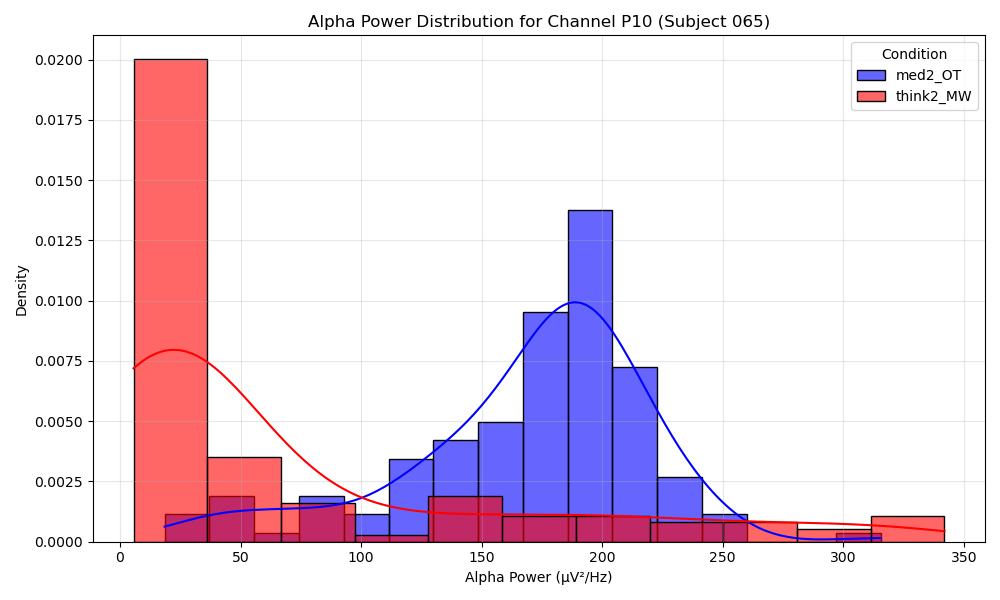 Alpha Power Distribution for Channel P10 (Subject 065)
Condition
med2_OT
think2_MW
Density
0.0200
0.0175
0.0150
0.0125
0.0100
0.0075
0.0050
0.0025
0.0000
0 50 100 150 200 250 300 350
Alpha Power (µV²/Hz)